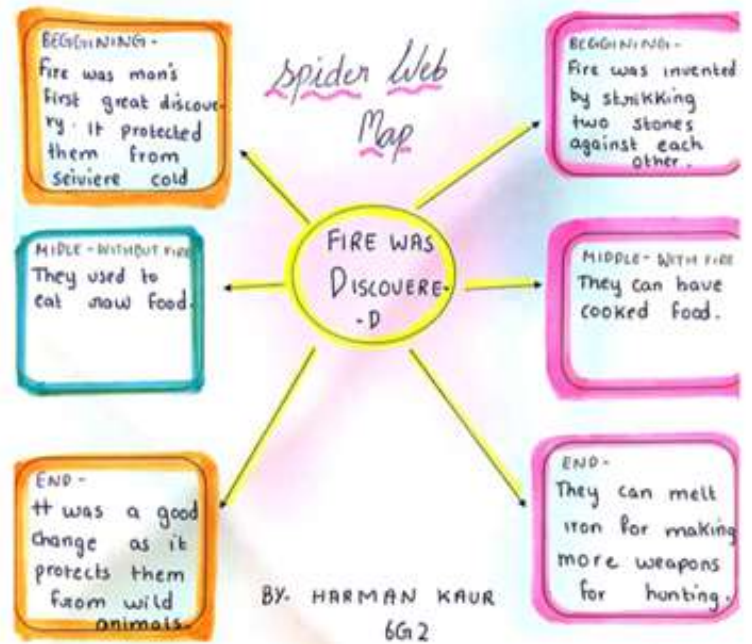 Spider Web
Map
BEGGINING -
Fire was man's
first great discove-
ry. It protected
them from
seiviere cold
BEGGINING -
Fire was invented
by strikking
two stones
against each
other.
FIRE WAS
DISCOVERE-
-D
MIDLE - WITHOUT FIRE
They used to
eat raw food.
MIDDLE - WITH FIRE
They can have
cooked food.
END -
It was a good
change as it
protects them
from wild
animals.
END -
They can melt
iron for making
more weapons
for hunting.
BY. HARMAN KAUR
6G2